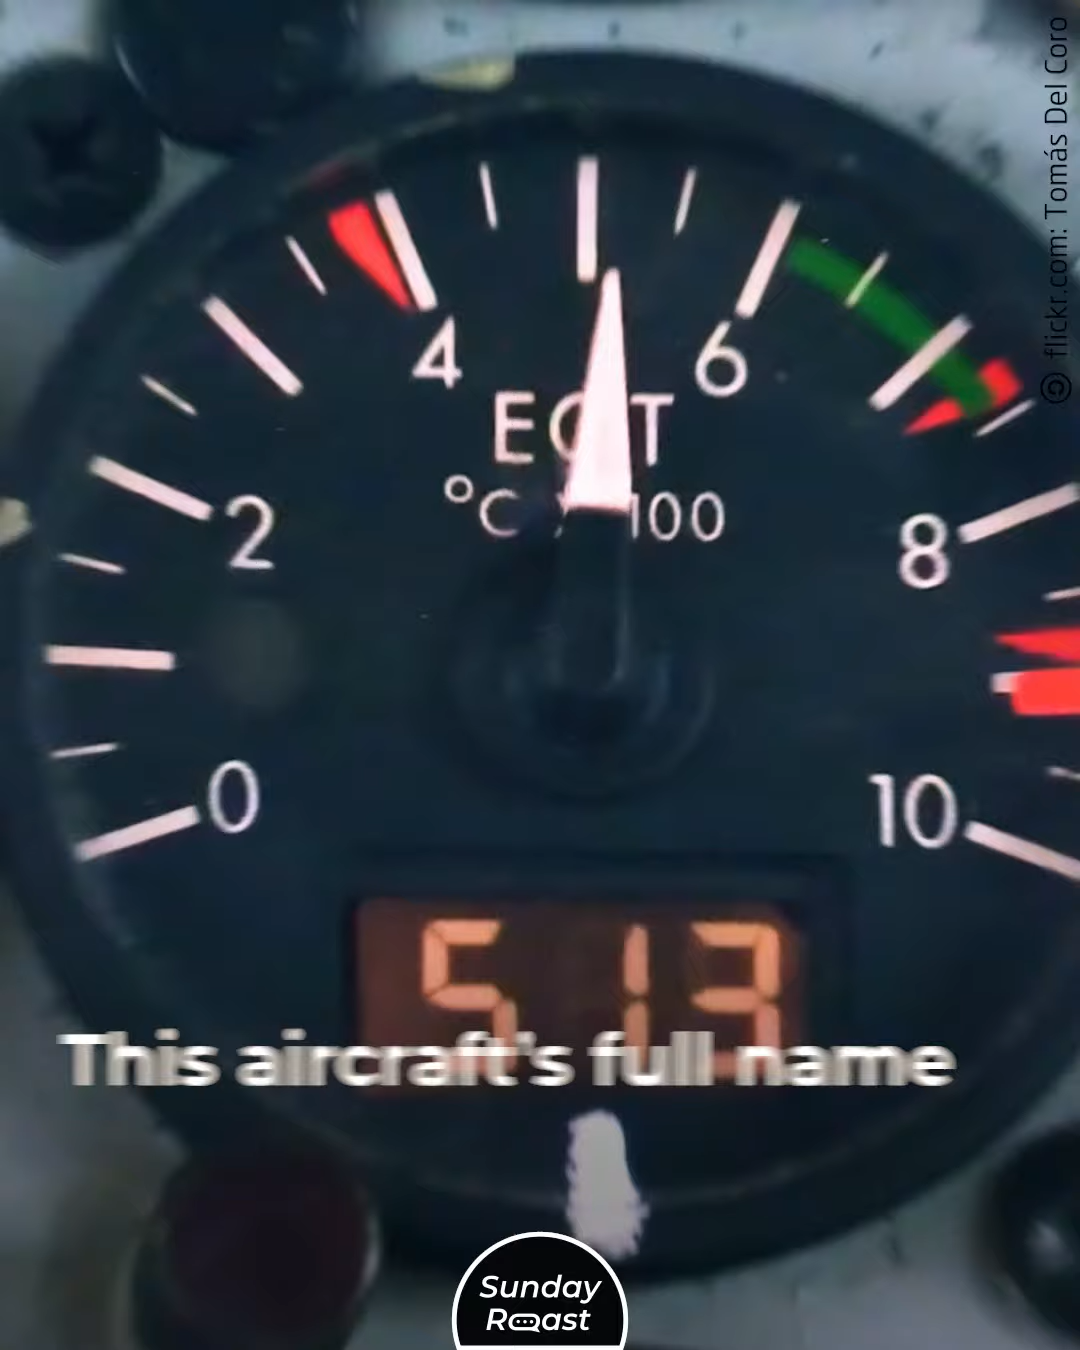 © flickr.com: Tomás Del Coro
4
6
EGT
°C X 100
2
8
0
10
513
This aircraft's full name
Sunday
Roast